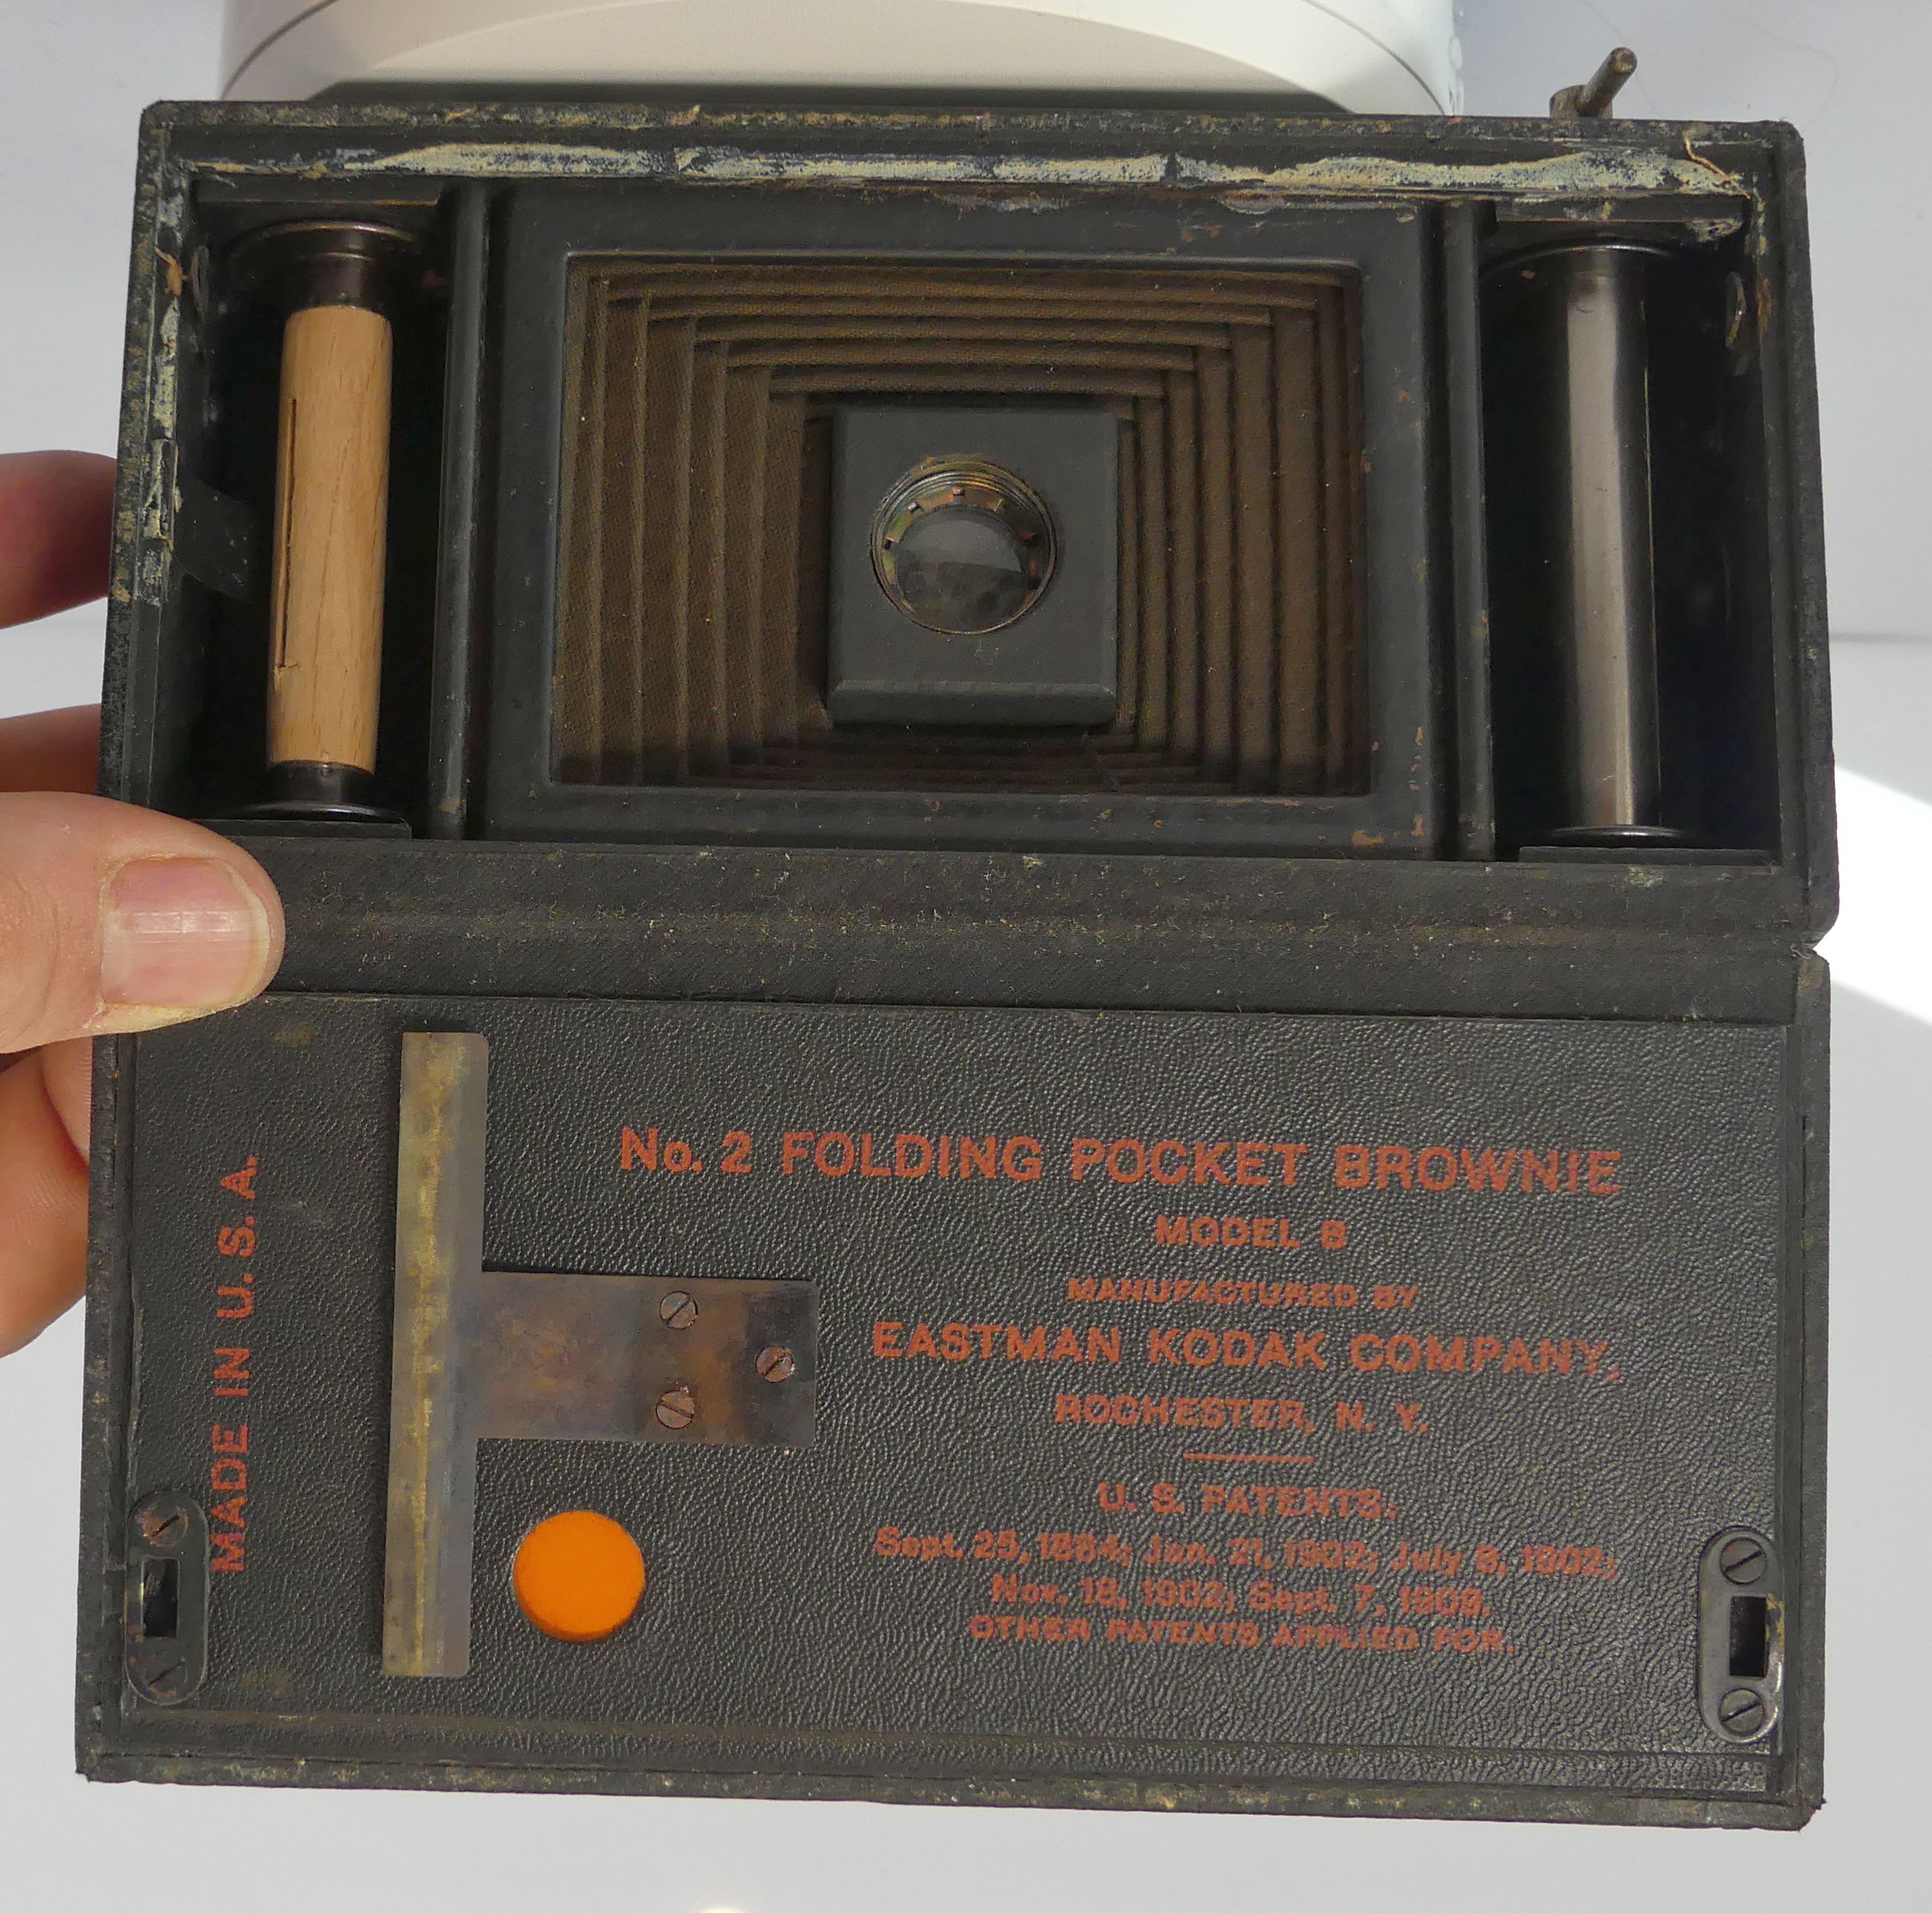 MADE IN U. S. A.
No. 2 FOLDING POCKET BROWNIE
MODEL B
MANUFACTURED BY
EASTMAN KODAK COMPANY,
ROCHESTER, N. Y.
U. S. PATENTS:
Sept. 25, 1884; Jan. 21, 1902; July 8, 1902;
Nov. 18, 1902; Sept. 7, 1909.
OTHER PATENTS APPLIED FOR.